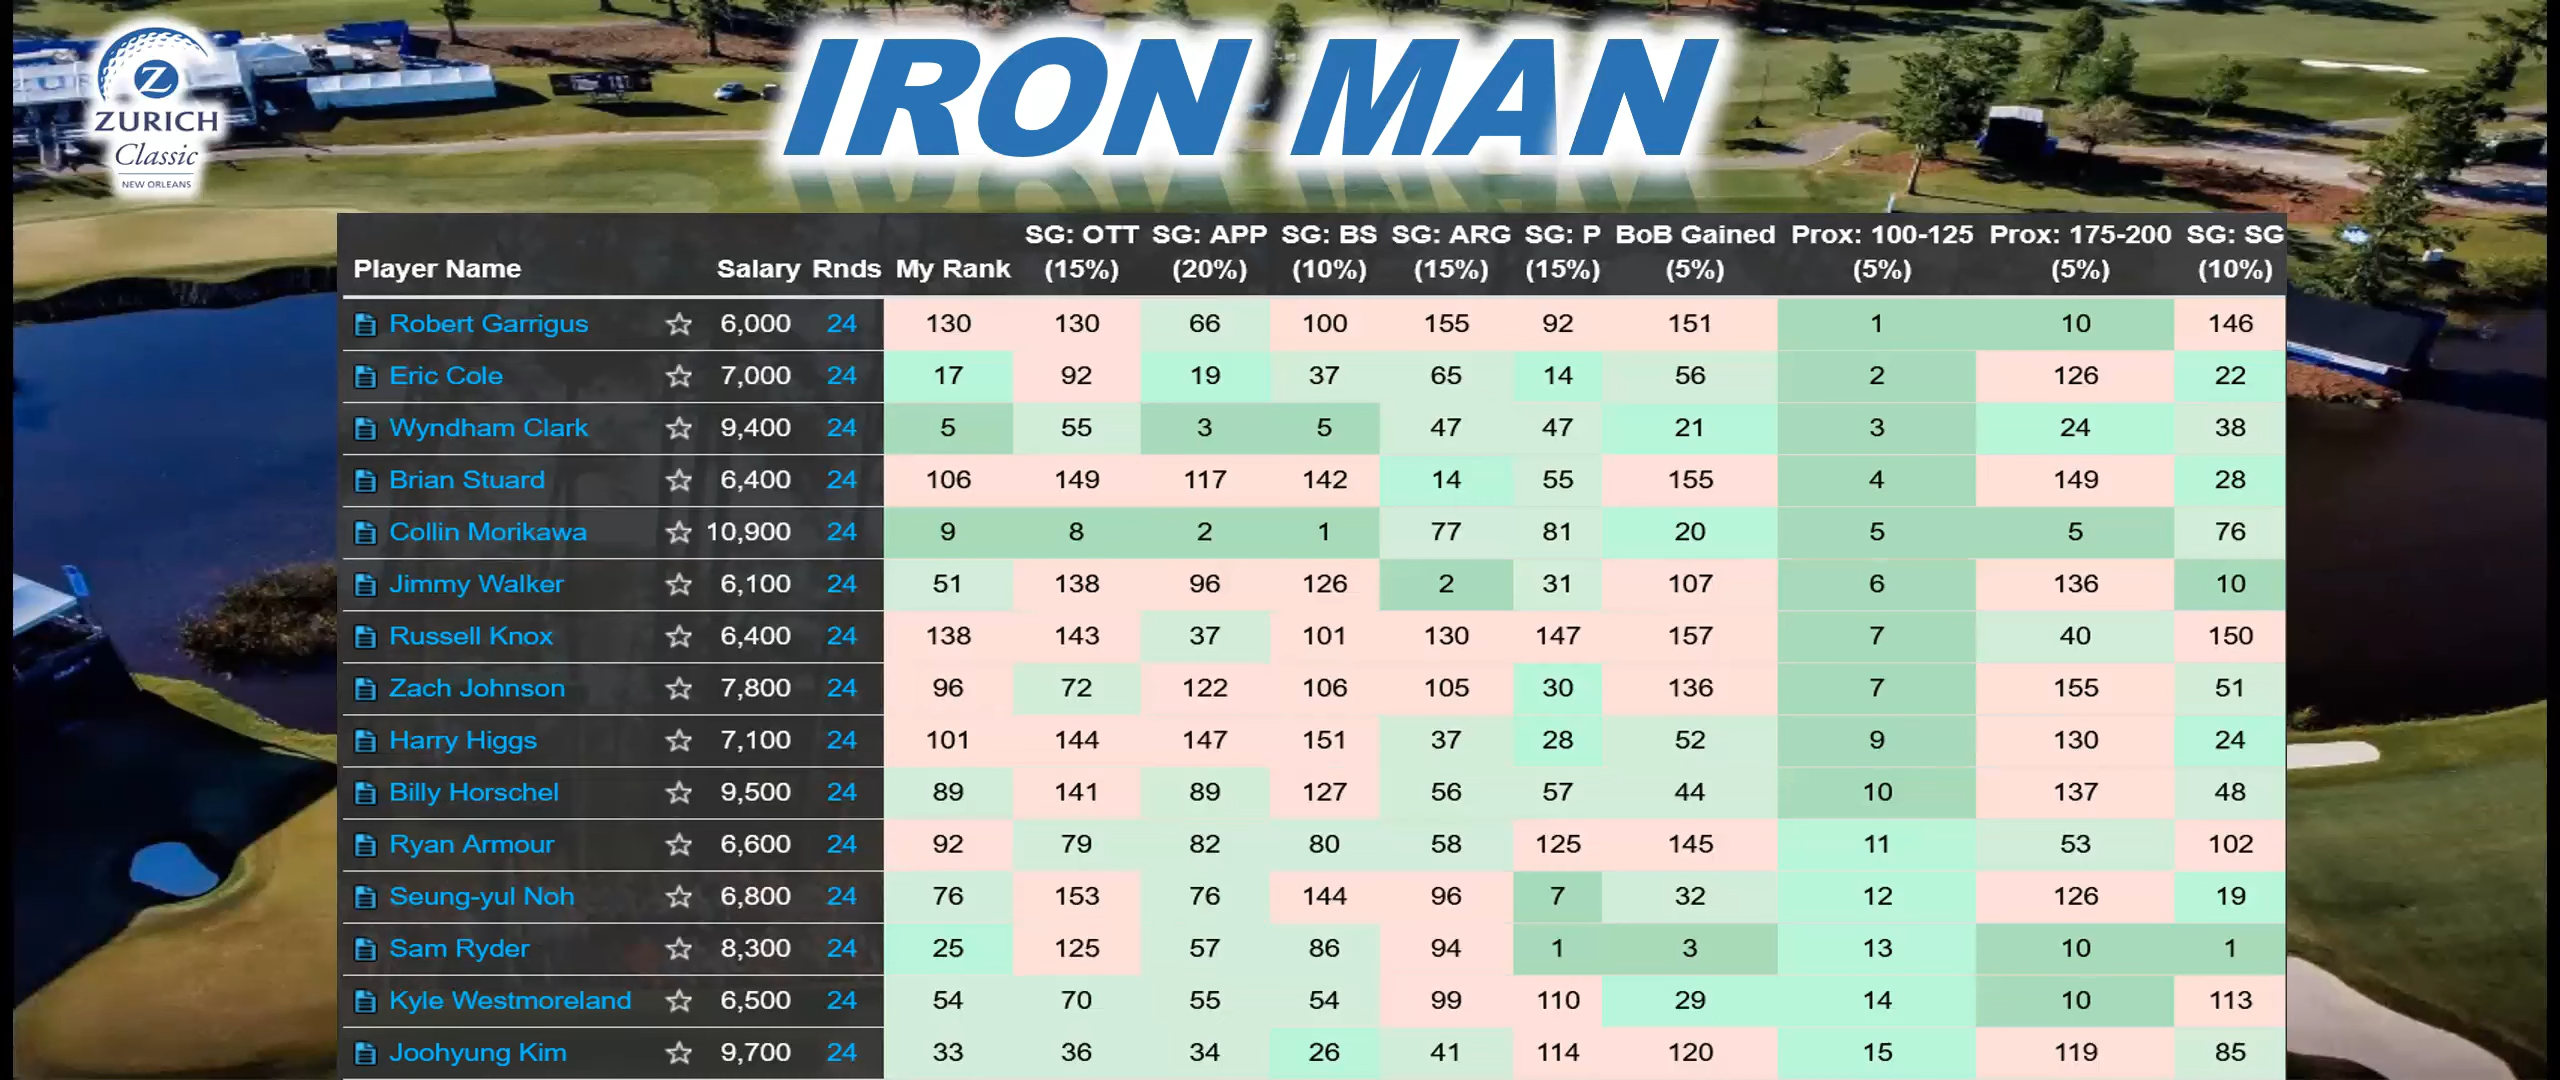 IRON MAN
ZURICH
Classic
NEW ORLEANS
SG: OTT SG: APP SG: BS SG: ARG SG: P BoB Gained Prox: 100-125 Prox: 175-200 SG: SG
Player Name Salary Rnds My Rank (15%) (20%) (10%) (15%) (15%) (5%) (5%) (5%) (10%)
Robert Garrigus 6,000 24 130 130 66 100 155 92 151 1 10 146
Eric Cole 7,000 24 17 92 19 37 65 14 56 2 126 22
Wyndham Clark 9,400 24 5 55 3 5 47 47 21 3 24 38
Brian Stuard 6,400 24 106 149 117 142 14 55 155 4 149 28
Collin Morikawa 10,900 24 9 8 2 1 77 81 20 5 5 76
Jimmy Walker 6,100 24 51 138 96 126 2 31 107 6 136 10
Russell Knox 6,400 24 138 143 37 101 130 147 157 7 40 150
Zach Johnson 7,800 24 96 72 122 106 105 30 136 7 155 51
Harry Higgs 7,100 24 101 144 147 151 37 28 52 9 130 24
Billy Horschel 9,500 24 89 141 89 127 56 57 44 10 137 48
Ryan Armour 6,600 24 92 79 82 80 58 125 145 11 53 102
Seung-yul Noh 6,800 24 76 153 76 144 96 7 32 12 126 19
Sam Ryder 8,300 24 25 125 57 86 94 1 3 13 10 1
Kyle Westmoreland 6,500 24 54 70 55 54 99 110 29 14 10 113
Joohyung Kim 9,700 24 33 36 34 26 41 114 120 15 119 85